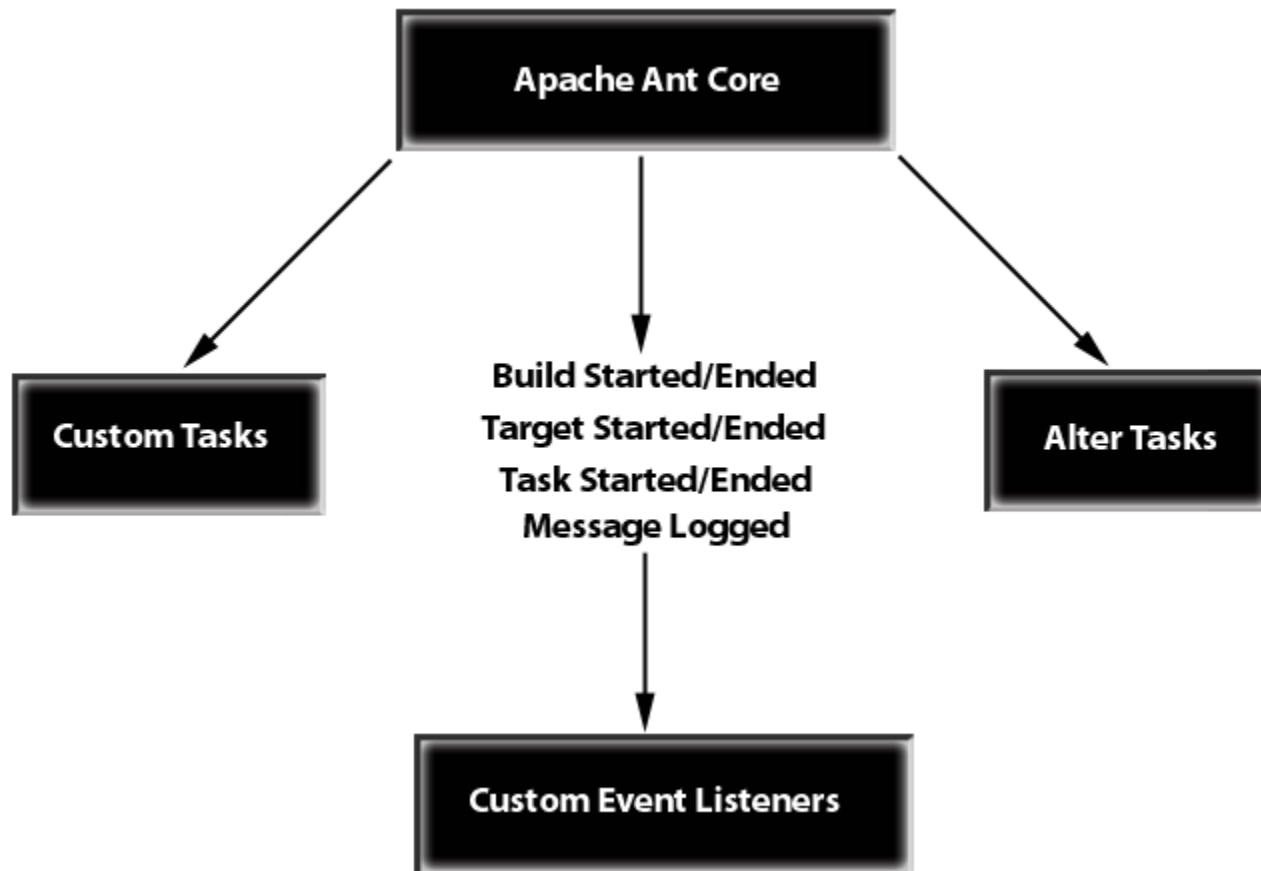 Apache Ant Core
Build Started/Ended
Custom Tasks
Target Started/Ended
Alter Tasks
Task Started/Ended
Message Logged
Custom Event Listeners